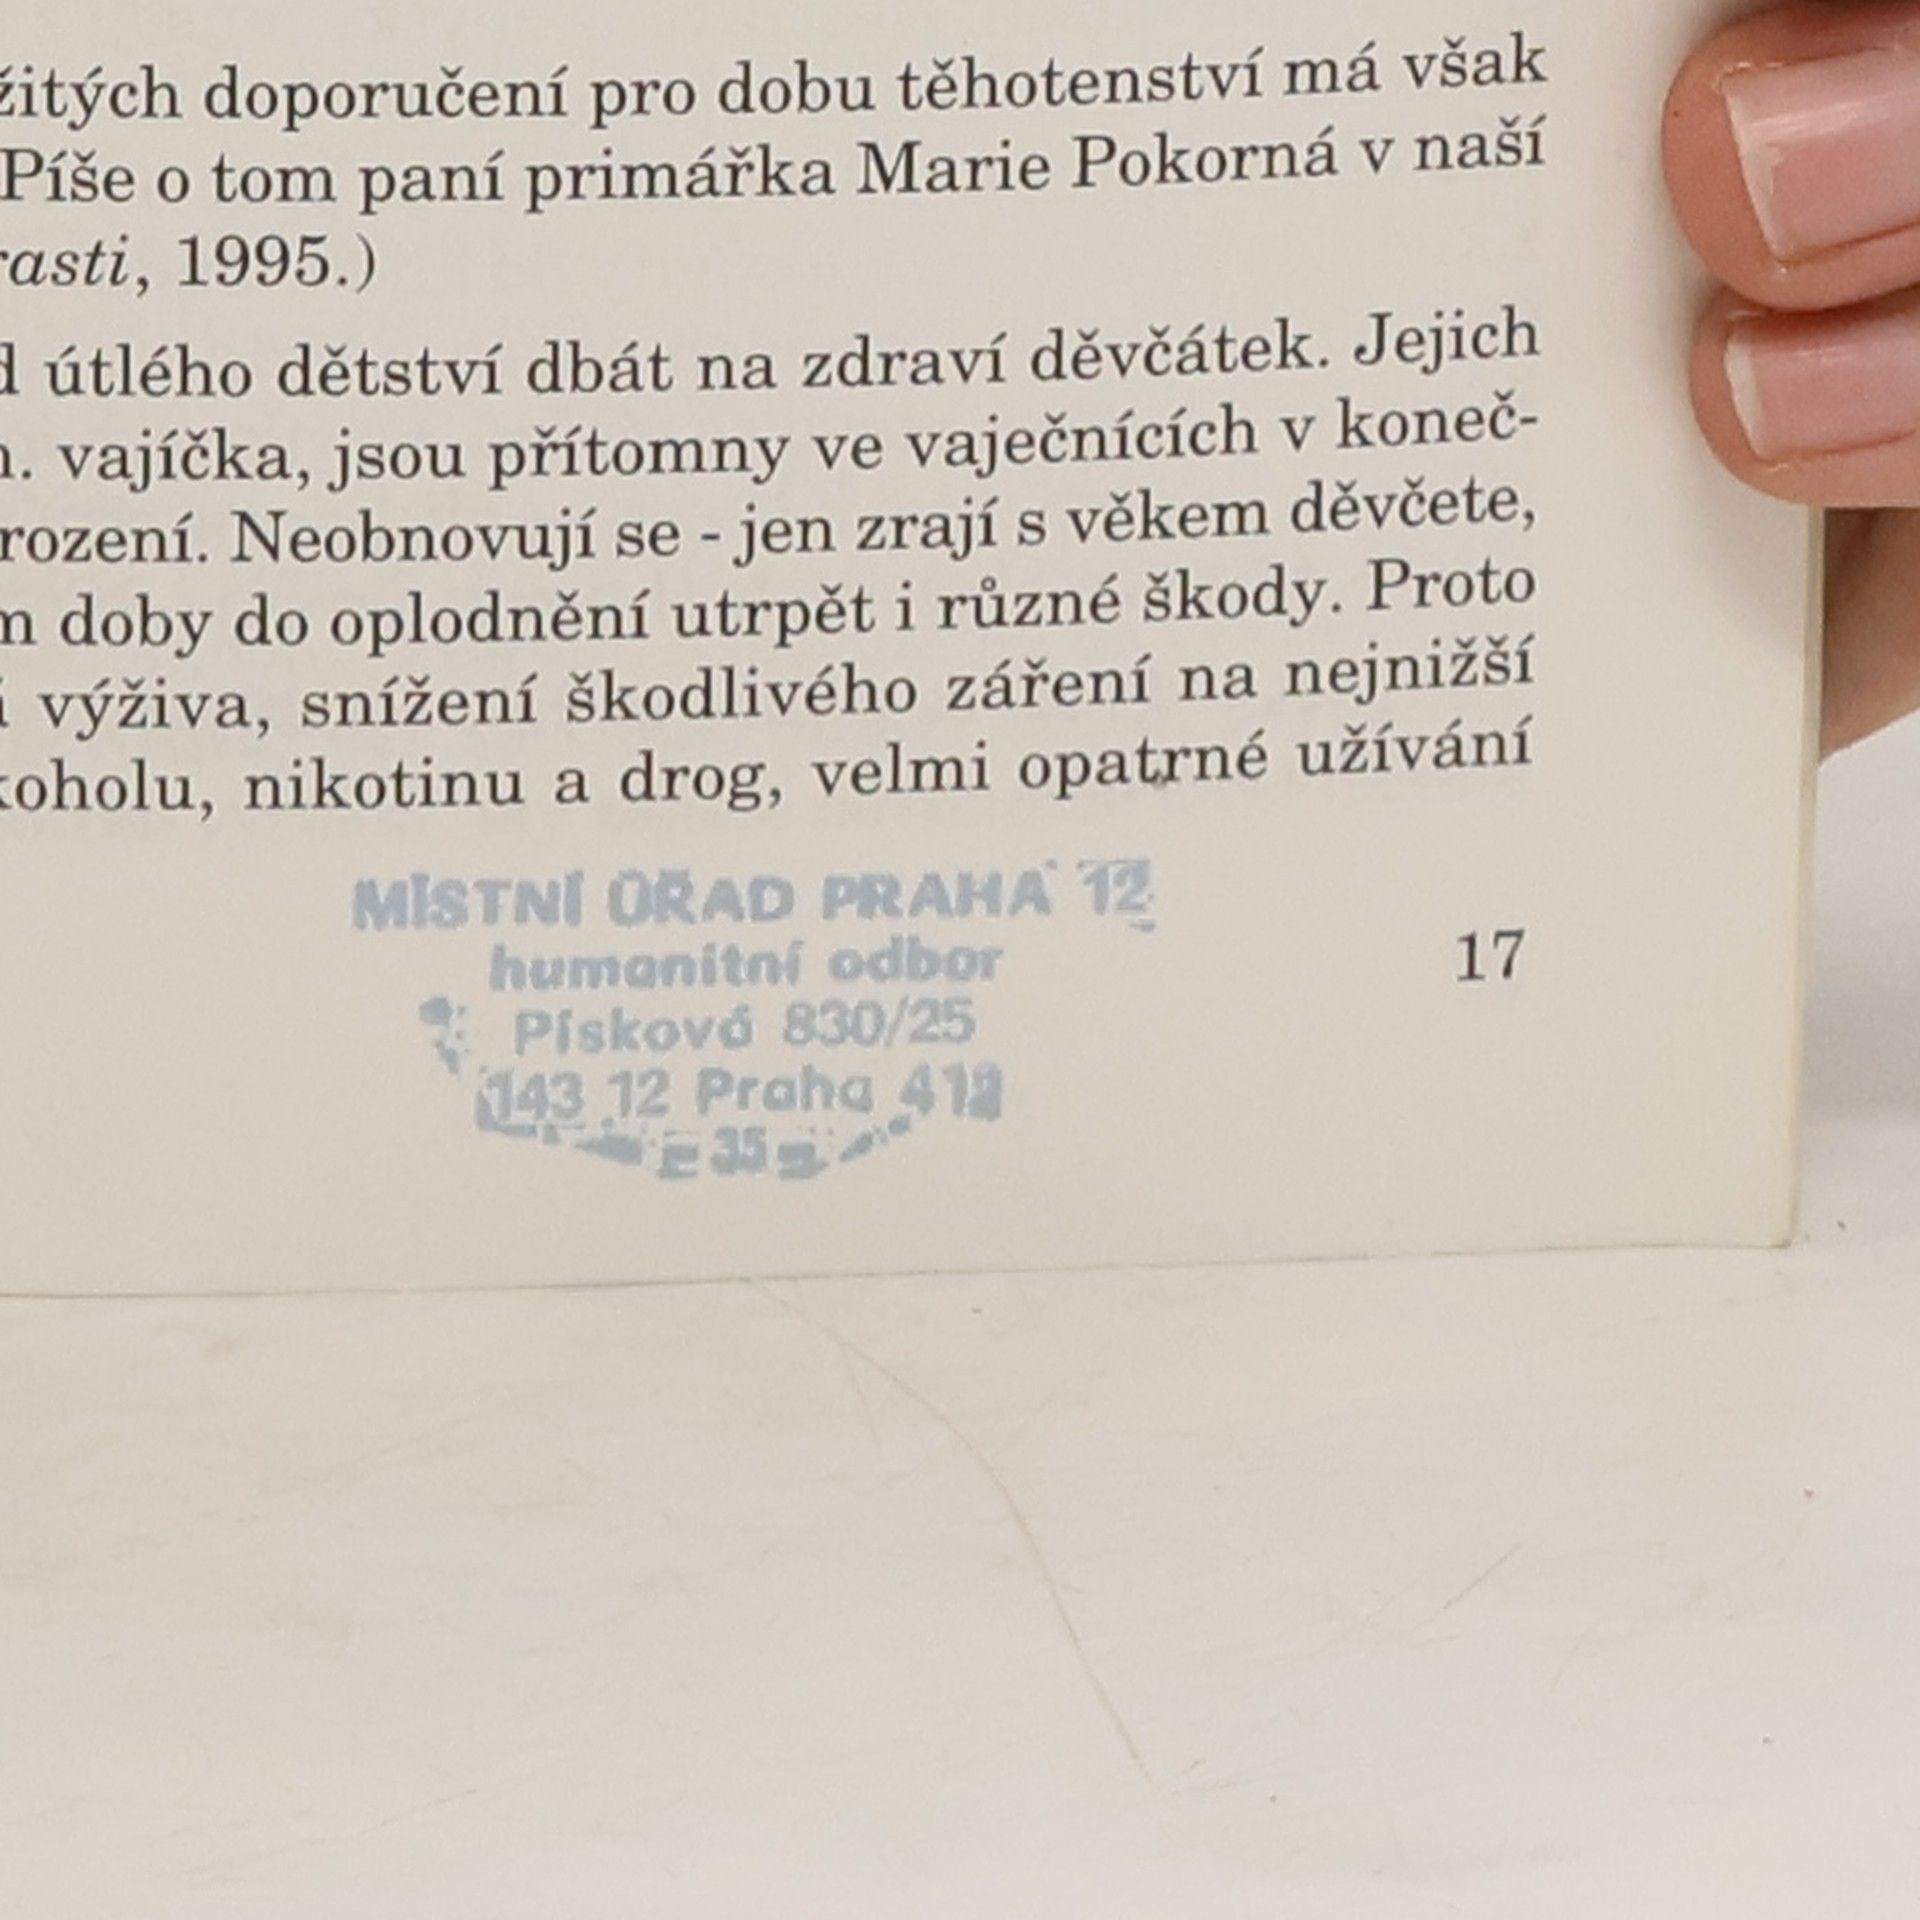 žitých doporučení pro dobu těhotenství má však
Píše o tom paní primářka Marie Pokorná v naší
rasti, 1995.)
d útlého dětství dbát na zdraví děvčátek. Jejich
n. vajíčka, jsou přítomny ve vaječnících v koneč-
rození. Neobnovují se - jen zrají s věkem děvčete,
m doby do oplodnění utrpět i různé škody. Proto
í výživa, snížení škodlivého záření na nejnižší
koholu, nikotinu a drog, velmi opatrné užívání
MÍSTNÍ ÚŘAD PRAHA 12
humanitní odbor
Písková 830/25
143 12 Praha 412
35
17